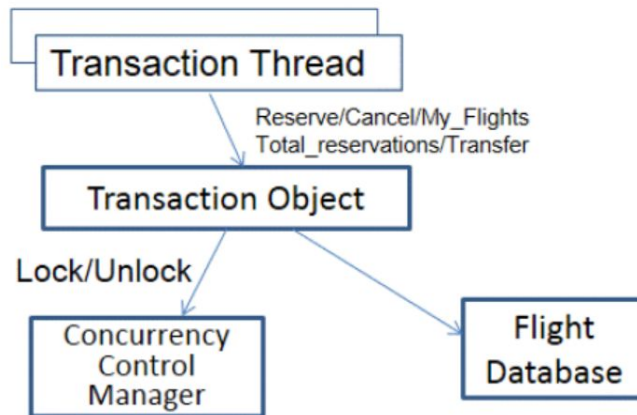 Transaction Thread
Reserve/Cancel/My_Flights
Total_reservations/Transfer
Transaction Object
Lock/Unlock
Concurrency
Control
Manager
Flight
Database